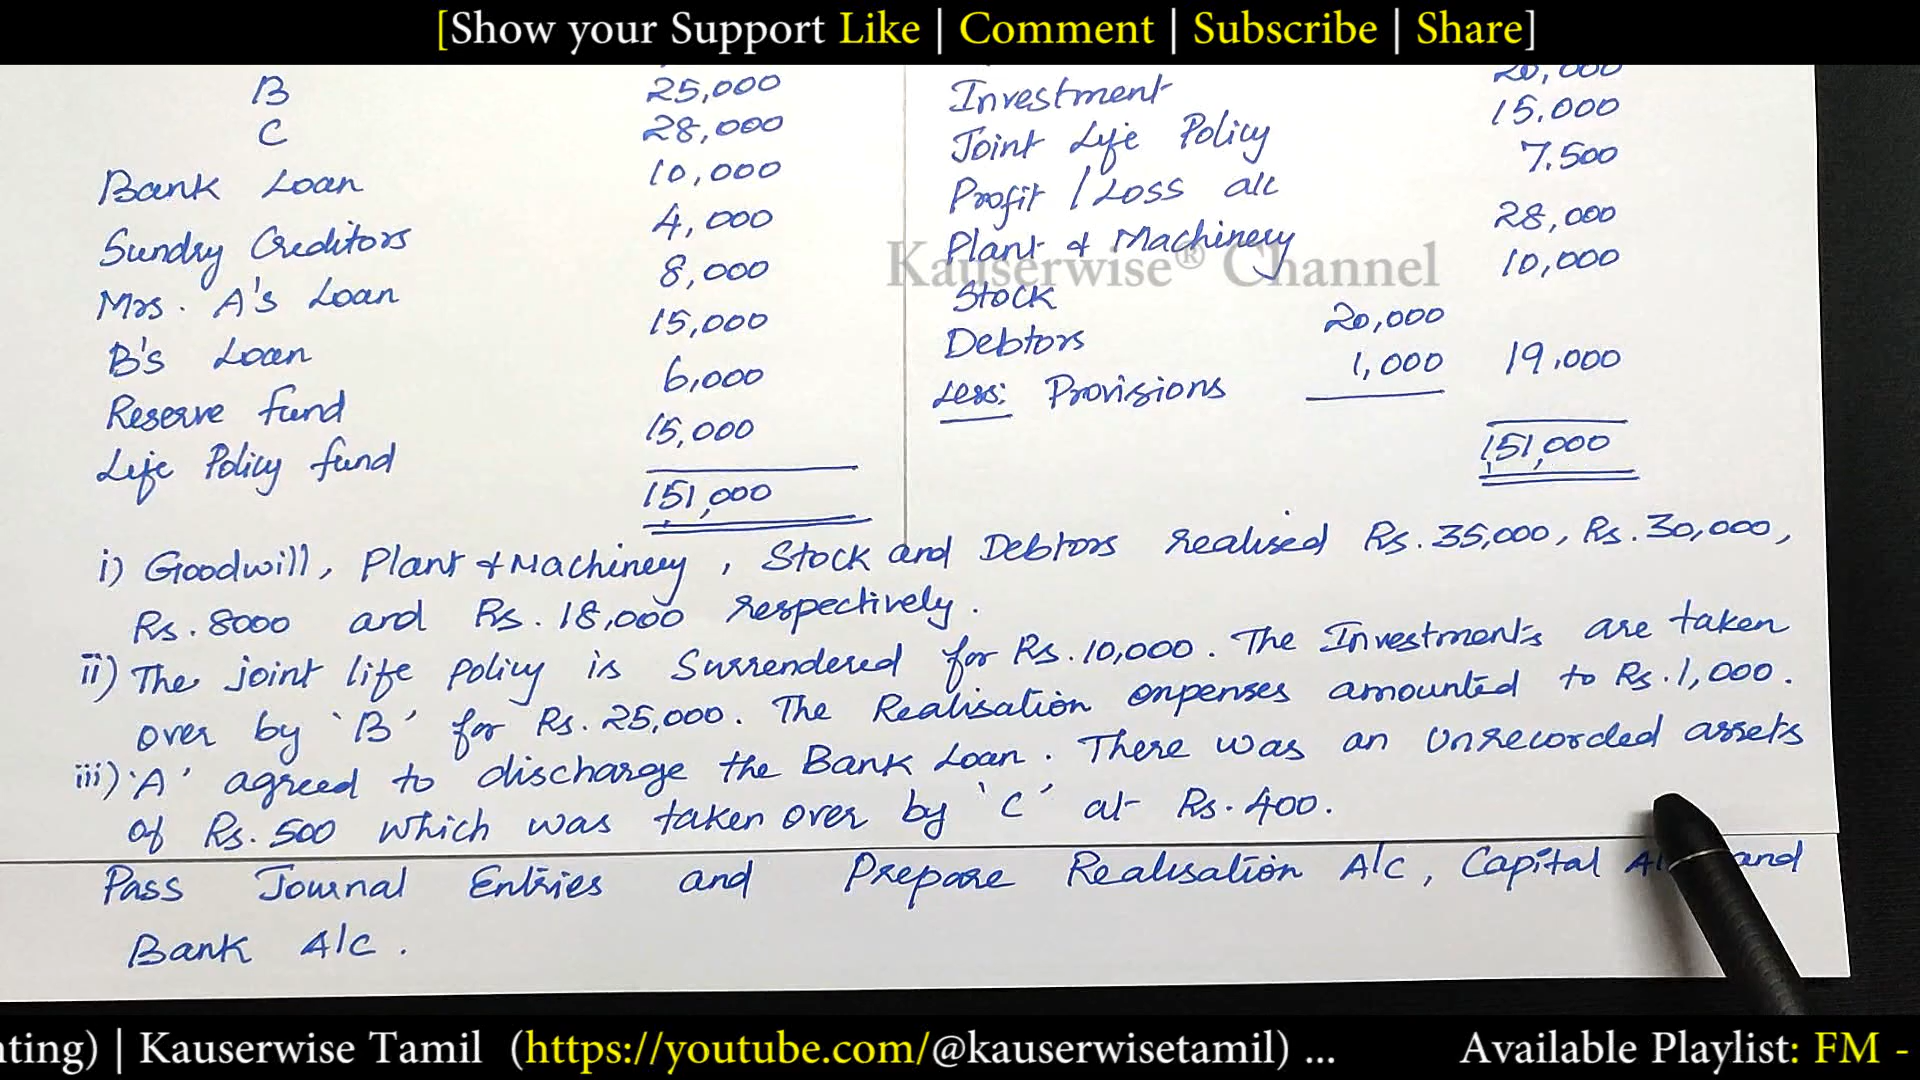 [Show your Support Like | Comment | Subscribe | Share]
B 25,000
C 28,000
Bank Loan 10,000
Sundry Creditors 4,000
Mrs. A's Loan 8,000
B's Loan 15,000
Reserve fund 6,000
Life Policy fund 15,000
151,000
20,000
Investment 15,000
Joint Life Policy 7.500
Profit / Loss a/c 28,000
Plant & Machinery 10,000
Stock
Debtors 20,000
Less: Provisions 1,000 19,000
151,000
Kauserwise® Channel
i) Goodwill, Plant & Machinery, Stock and Debtors realised Rs. 35,000, Rs. 30,000,
Rs. 8000 and Rs. 18,000 respectively.
ii) The joint life policy is Surrendered for Rs. 10,000. The Investments are taken
over by 'B' for Rs. 25,000. The Realisation expenses amounted to Rs. 1,000.
iii) 'A' agreed to discharge the Bank Loan. There was an Unrecorded assets
of Rs. 500 which was taken over by 'C' at Rs. 400.
Pass Journal Entries and Prepare Realisation A/C, Capital and
Bank A/C.
nting) | Kauserwise Tamil (https://youtube.com/@kauserwisetamil) ... Available Playlist: FM -